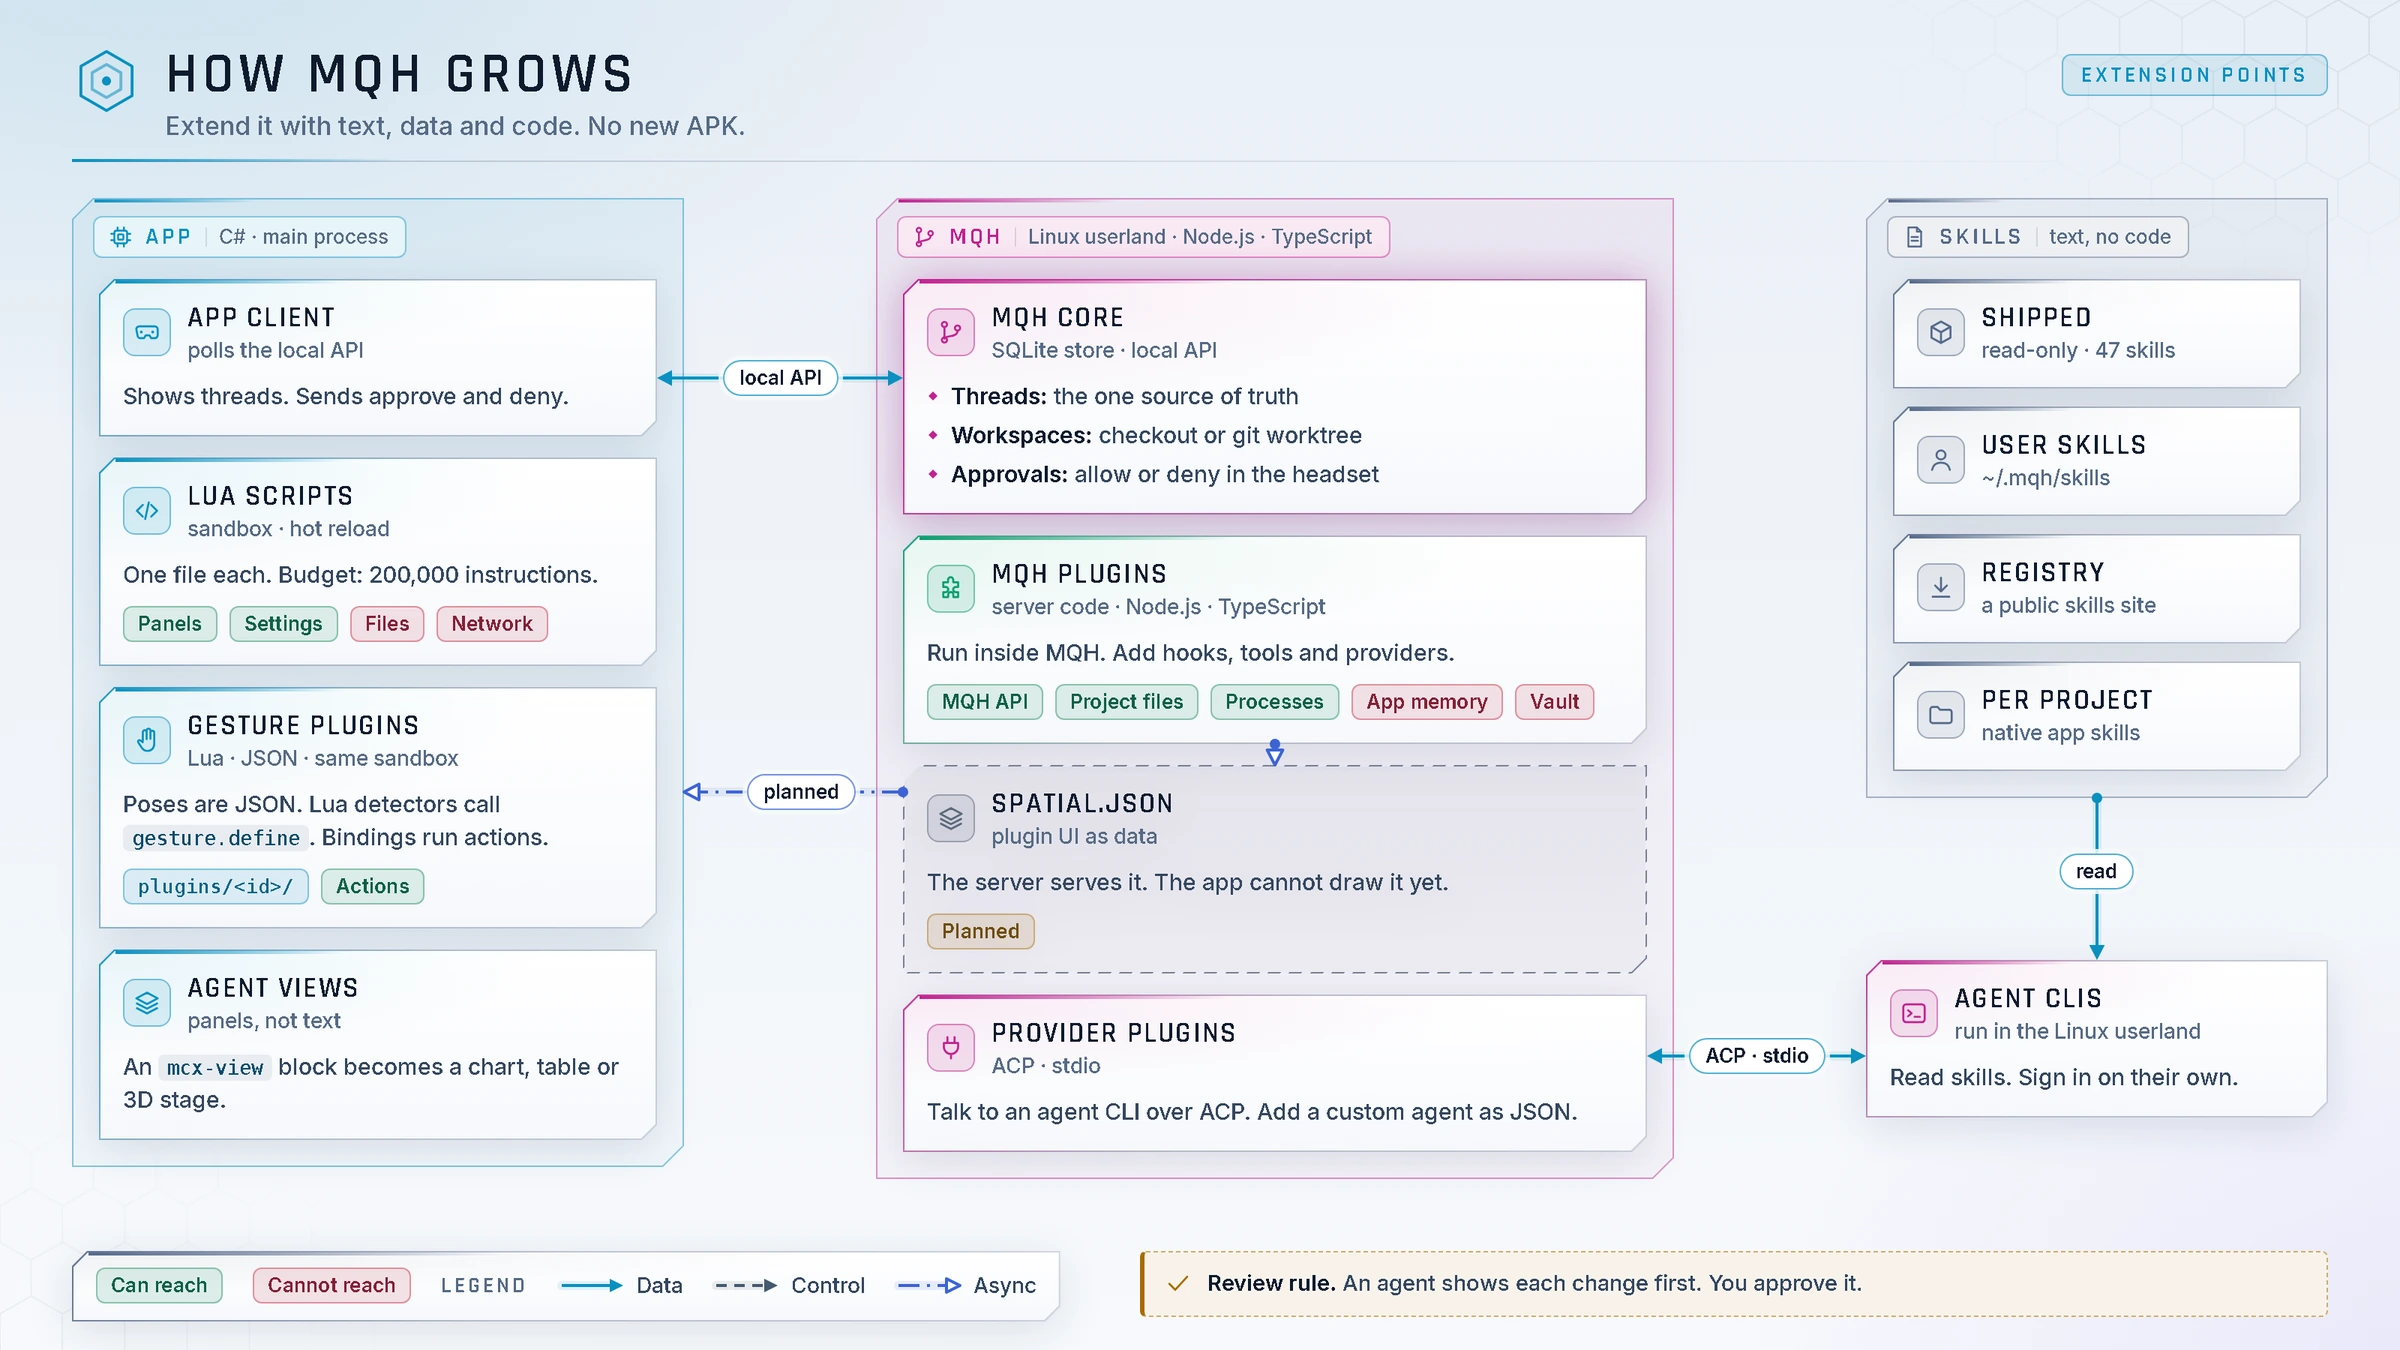 HOW MQH GROWS
Extend it with text, data and code. No new APK.
EXTENSION POINTS
APP
C# · main process
APP CLIENT
polls the local API
Shows threads. Sends approve and deny.
LUA SCRIPTS
sandbox · hot reload
One file each. Budget: 200,000 instructions.
Panels
Settings
Files
Network
GESTURE PLUGINS
Lua · JSON · same sandbox
Poses are JSON. Lua detectors call
gesture.define. Bindings run actions.
plugins/<id>/
Actions
AGENT VIEWS
panels, not text
An mcx-view block becomes a chart, table or
3D stage.
local API
planned
MQH
Linux userland · Node.js · TypeScript
MQH CORE
SQLite store · local API
Threads: the one source of truth
Workspaces: checkout or git worktree
Approvals: allow or deny in the headset
MQH PLUGINS
server code · Node.js · TypeScript
Run inside MQH. Add hooks, tools and providers.
MQH API
Project files
Processes
App memory
Vault
SPATIAL.JSON
plugin UI as data
The server serves it. The app cannot draw it yet.
Planned
PROVIDER PLUGINS
ACP · stdio
Talk to an agent CLI over ACP. Add a custom agent as JSON.
ACP · stdio
SKILLS
text, no code
SHIPPED
read-only · 47 skills
USER SKILLS
~/.mqh/skills
REGISTRY
a public skills site
PER PROJECT
native app skills
read
AGENT CLIS
run in the Linux userland
Read skills. Sign in on their own.
Can reach
Cannot reach
LEGEND
Data
Control
Async
Review rule. An agent shows each change first. You approve it.